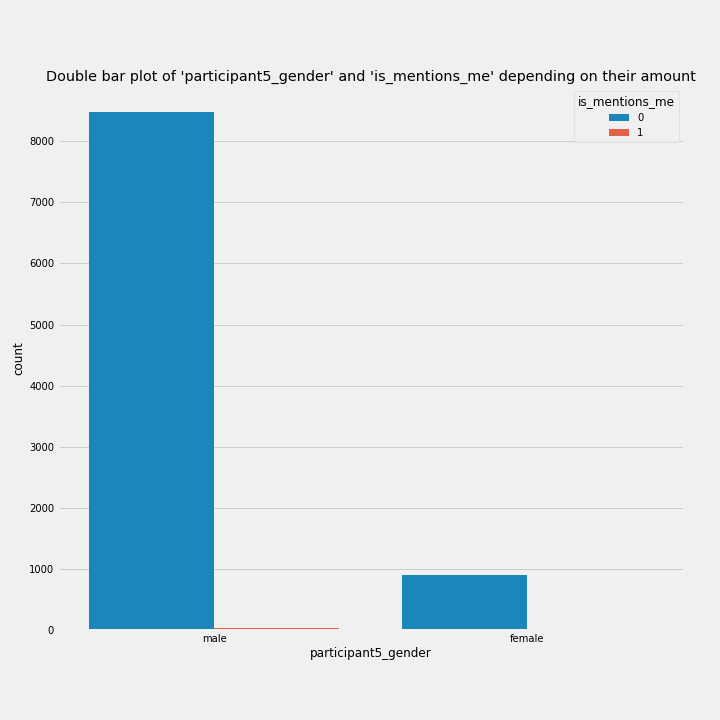 Double bar plot of 'participant5_gender' and 'is_mentions_me' depending on their amount
is_mentions_me
0
1
8000
7000
6000
5000
4000
3000
2000
1000
0
count
male
female
participant5_gender